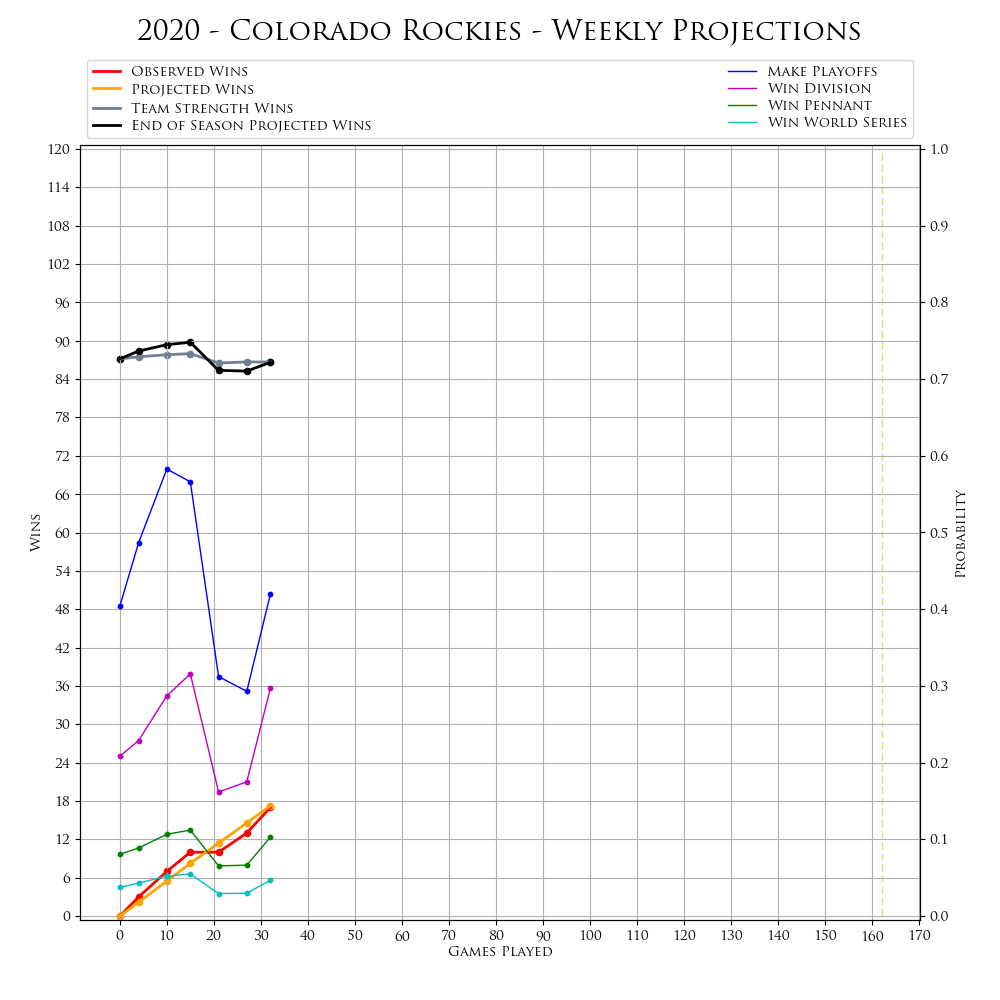 2020 - Colorado Rockies - Weekly Projections
Observed Wins
Projected Wins
Team Strength Wins
End of Season Projected Wins
Make Playoffs
Win Division
Win Pennant
Win World Series
120
114
108
102
96
90
84
78
72
66
60
54
48
42
36
30
24
18
12
6
0
Wins
1.0
0.9
0.8
0.7
0.6
0.5
0.4
0.3
0.2
0.1
0.0
Probability
0 10 20 30 40 50 60 70 80 90 100 110 120 130 140 150 160 170
Games Played